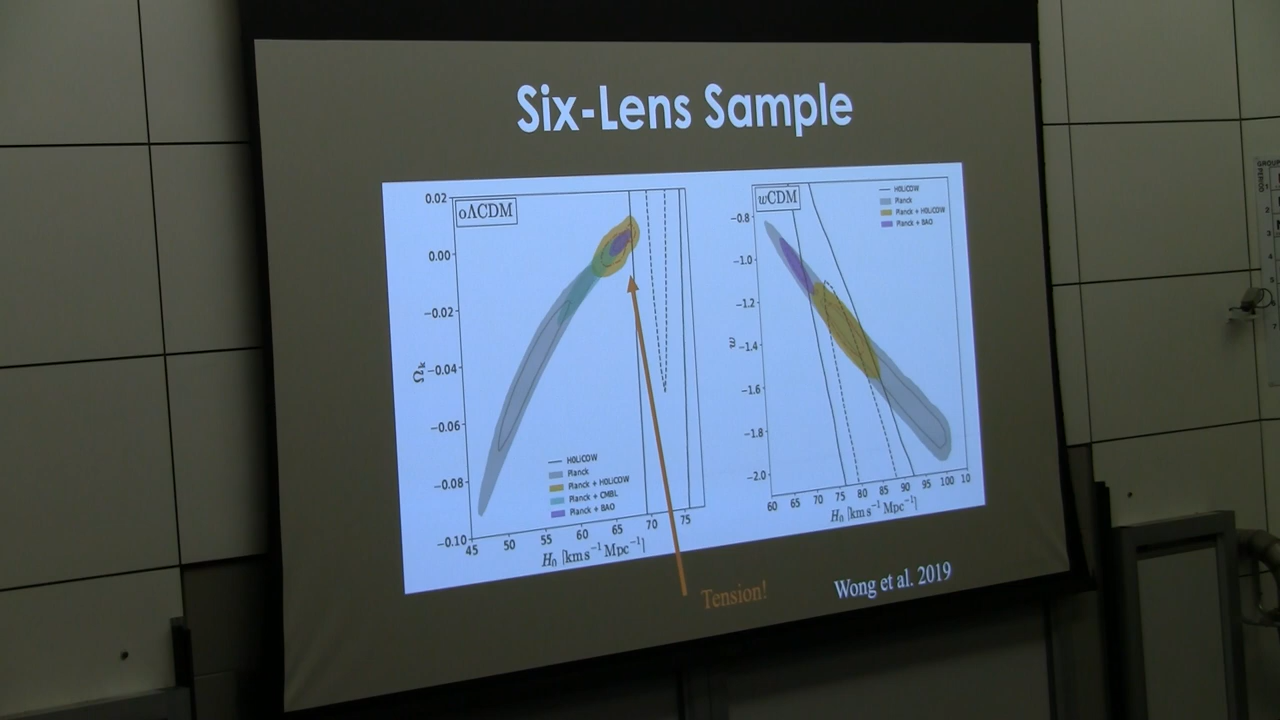 Six-Lens Sample
oΛCDM
0.02
0.00
−0.02
−0.04
−0.06
−0.08
−0.10
Ωk
H0LiCOW
Planck
Planck + H0LiCOW
Planck + CMBL
Planck + BAO
45 50 55 60 65 70 75
H0 [km s−1 Mpc−1]
wCDM
H0LiCOW
Planck
Planck + H0LiCOW
Planck + BAO
−0.8
−1.0
−1.2
−1.4
−1.6
−1.8
−2.0
w
60 65 70 75 80 85 90 95 100 10
H0 [km s−1 Mpc−1]
Tension!
Wong et al. 2019